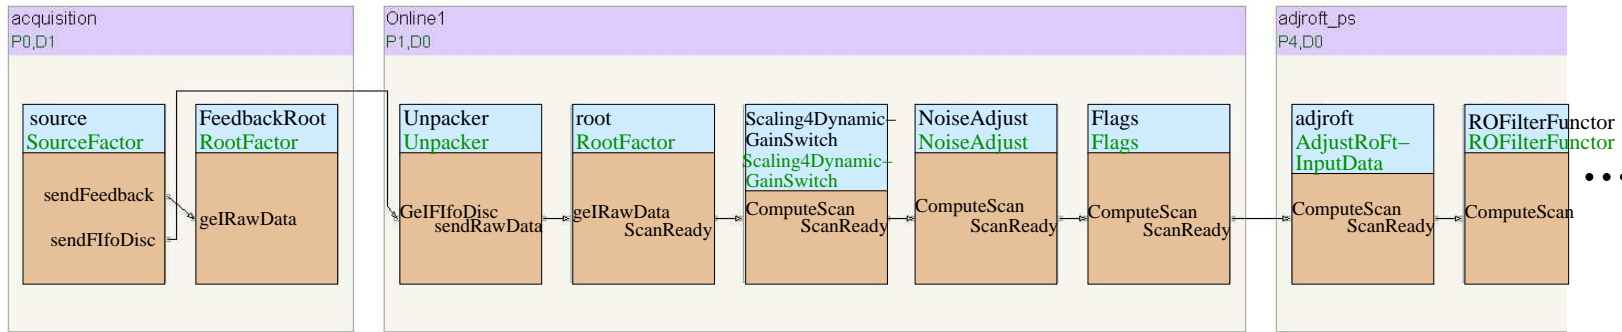 acquisition
P0,D1
source
SourceFactor
sendFeedback
sendFIfoDisc
FeedbackRoot
RootFactor
geIRawData
Online1
P1,D0
Unpacker
Unpacker
GeIFIfoDisc
sendRawData
root
RootFactor
geIRawData
ScanReady
Scaling4Dynamic–
GainSwitch
Scaling4Dynamic–
GainSwitch
ComputeScan
ScanReady
NoiseAdjust
NoiseAdjust
ComputeScan
ScanReady
Flags
Flags
ComputeScan
ScanReady
adjroft_ps
P4,D0
adjroft
AdjustRoFt–
InputData
ComputeScan
ScanReady
ROFilterFunctor
ROFilterFunctor
ComputeScan
...